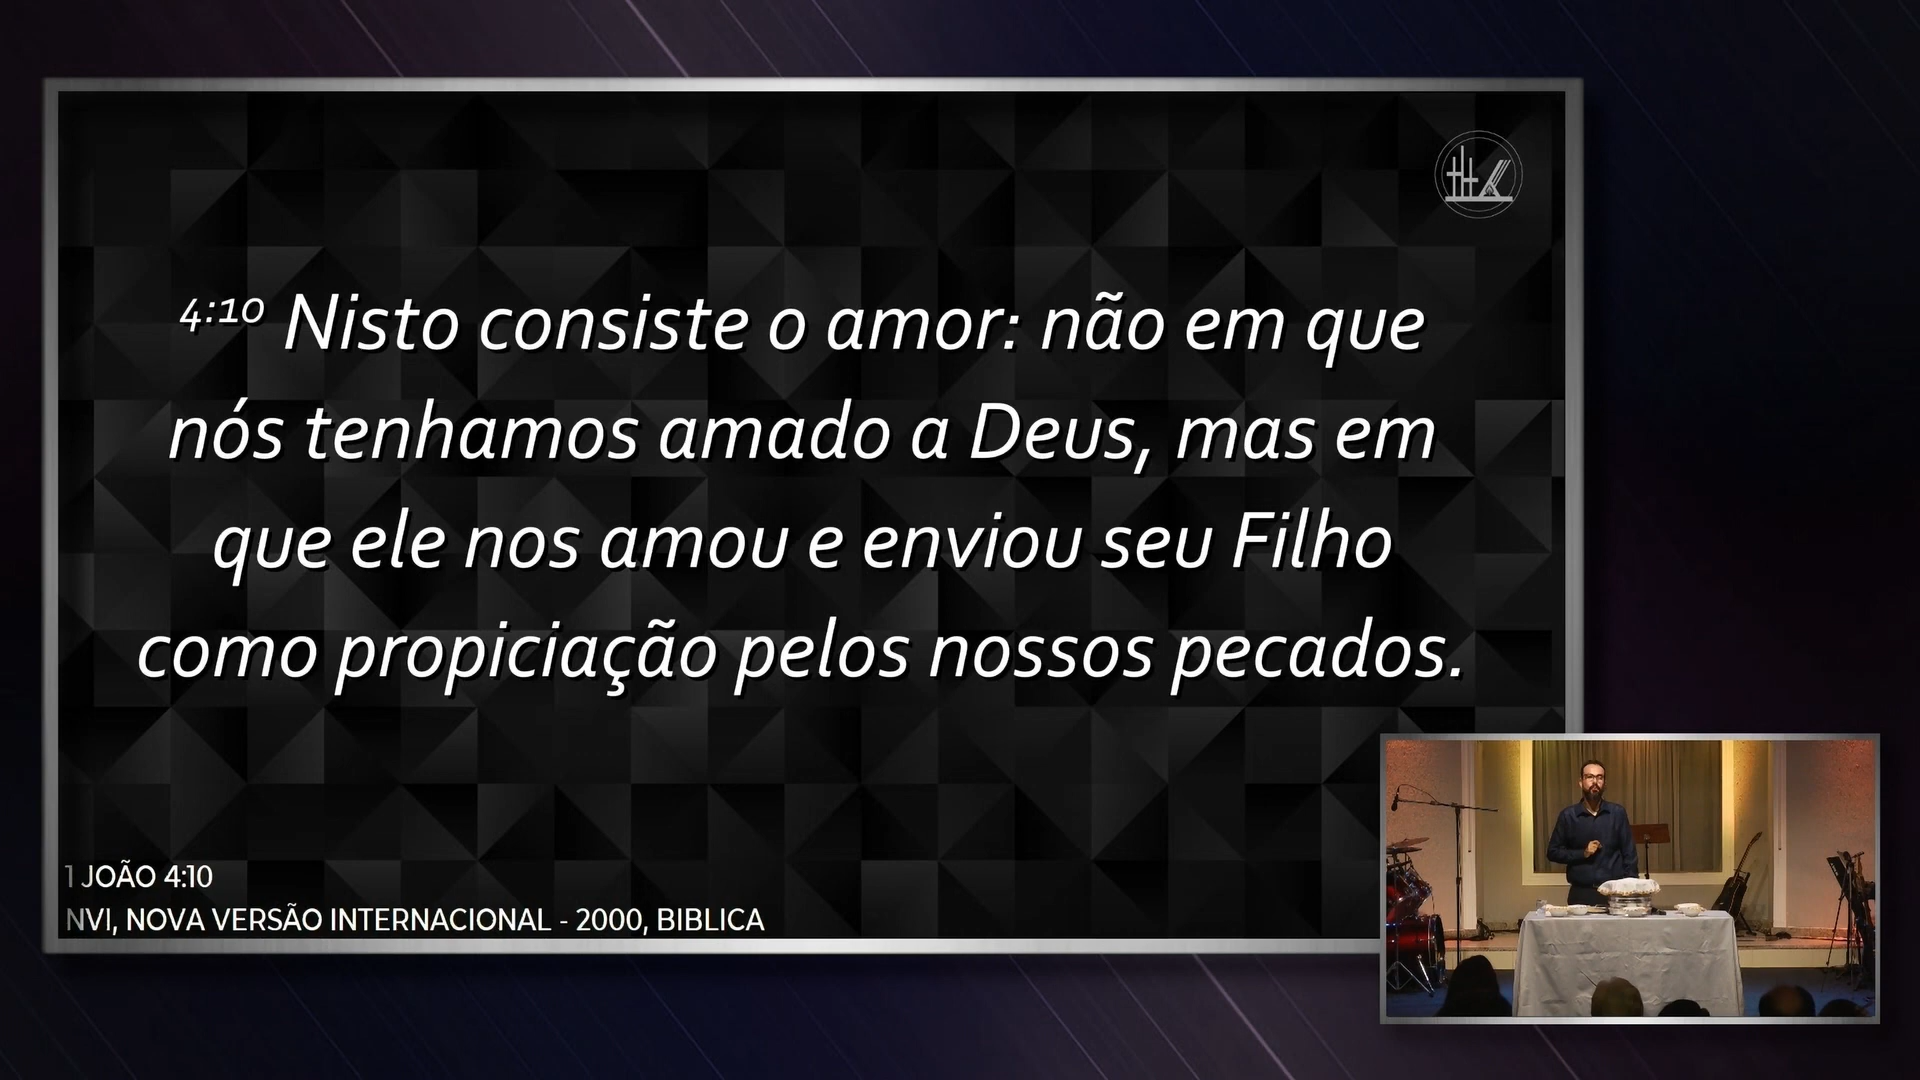 4:10 Nisto consiste o amor: não em que
nós tenhamos amado a Deus, mas em
que ele nos amou e enviou seu Filho
como propiciação pelos nossos pecados.
1 JOÃO 4:10
NVI, NOVA VERSÃO INTERNACIONAL - 2000, BIBLICA